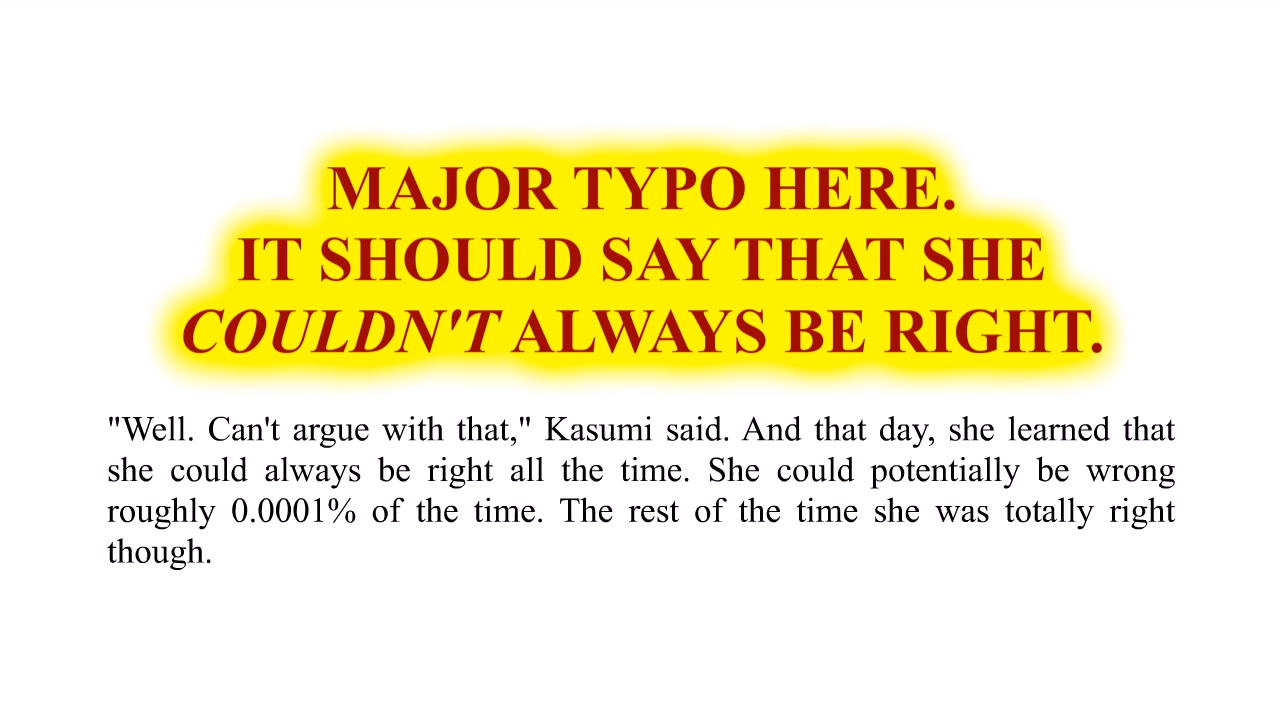 MAJOR TYPO HERE.
IT SHOULD SAY THAT SHE
COULDN'T ALWAYS BE RIGHT.
"Well. Can't argue with that," Kasumi said. And that day, she learned that
she could always be right all the time. She could potentially be wrong
roughly 0.0001% of the time. The rest of the time she was totally right
though.